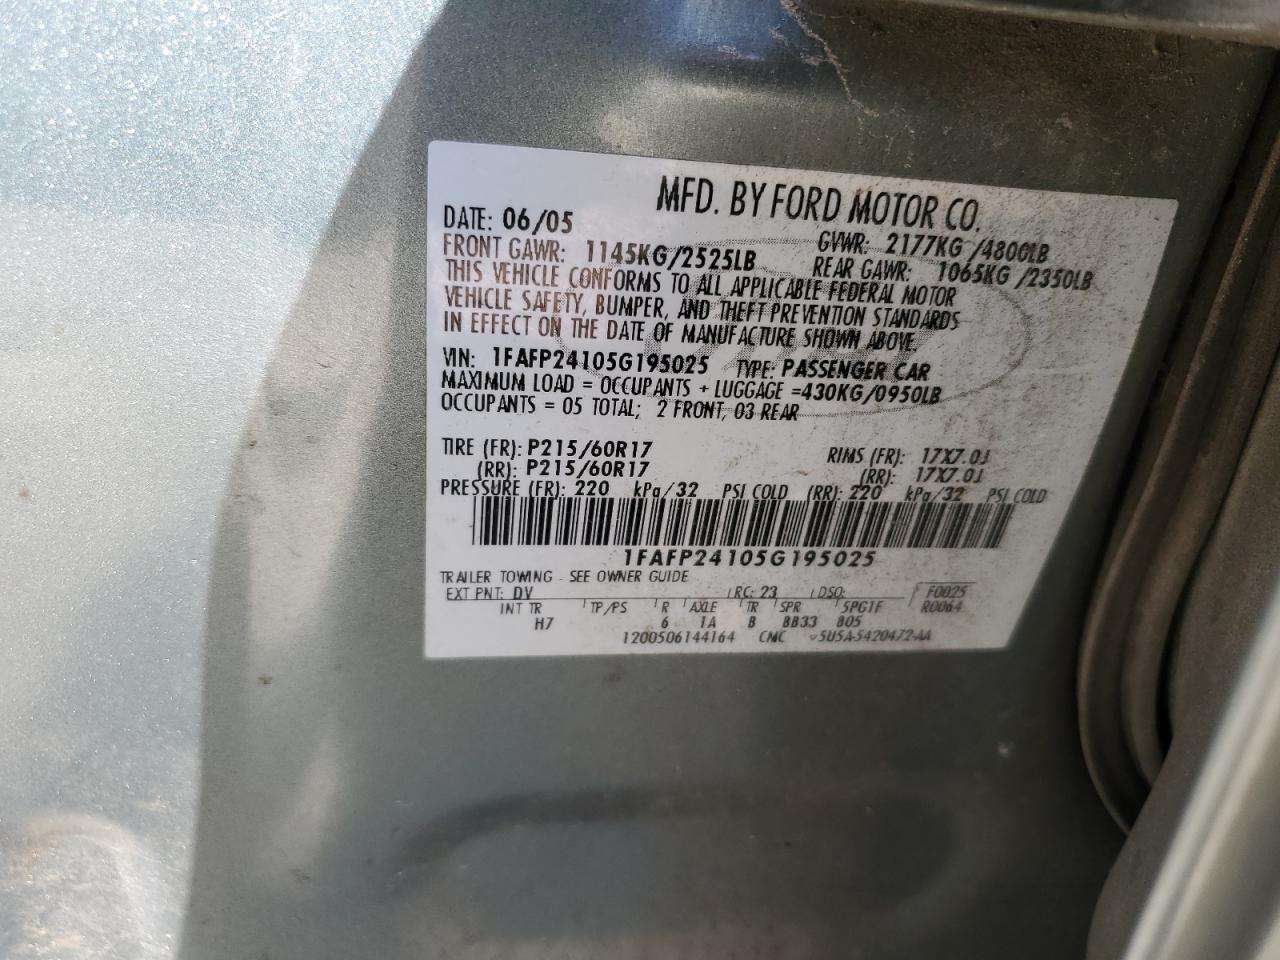 MFD. BY FORD MOTOR CO.
DATE: 06/05 GVWR: 2177KG/4800LB
FRONT GAWR: 1145KG/2525LB REAR GAWR: 1065KG/2350LB
THIS VEHICLE CONFORMS TO ALL APPLICABLE FEDERAL MOTOR
VEHICLE SAFETY, BUMPER, AND THEFT PREVENTION STANDARDS
IN EFFECT ON THE DATE OF MANUFACTURE SHOWN ABOVE.
VIN: 1FAFP24105G195025 TYPE: PASSENGER CAR
MAXIMUM LOAD = OCCUPANTS + LUGGAGE =430KG/0950LB
OCCUPANTS = 05 TOTAL; 2 FRONT, 03 REAR
TIRE (FR): P215/60R17 RIMS (FR): 17X7.0J
(RR): P215/60R17 (RR): 17X7.0J
PRESSURE (FR): 220 kPa/32 PSI COLD (RR): 220 kPa/32 PSI COLD
1FAFP24105G195025
TRAILER TOWING - SEE OWNER GUIDE
EXT PNT: DV RC: 23 DSO: F0025
INT TR TP/PS R AXLE TR SPR SPGTF R0064
H7 6 1A B BB33 B05
1200506144164 CMC 5U5A-5420472-AA